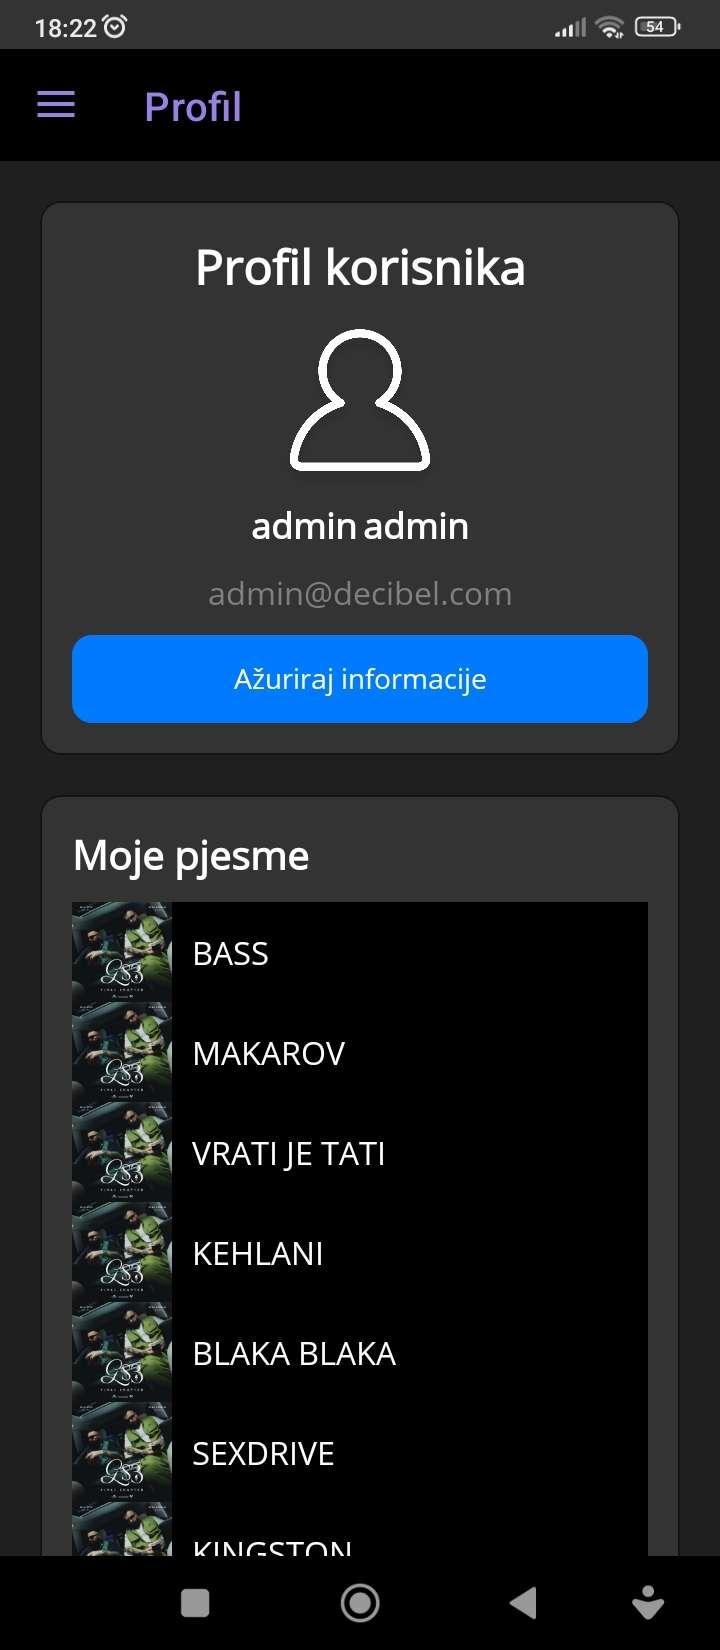 18:22
54
Profil
Profil korisnika
admin admin
admin@decibel.com
Ažuriraj informacije
Moje pjesme
BASS
MAKAROV
VRATI JE TATI
KEHLANI
BLAKA BLAKA
SEXDRIVE
KINGSTON